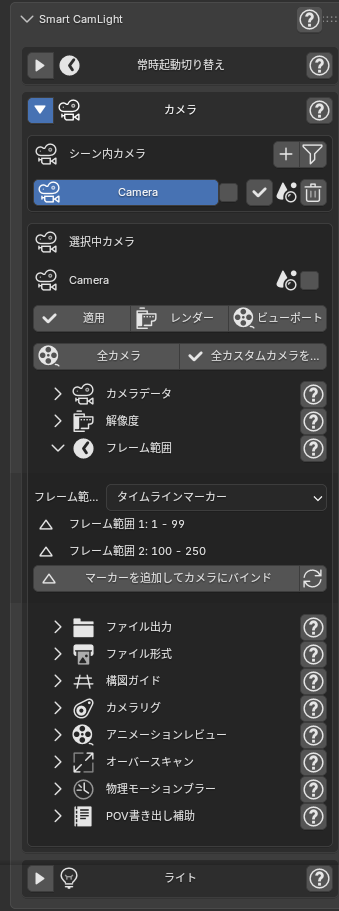 Smart CamLight
常時起動切り替え
カメラ
シーン内カメラ
Camera
選択中カメラ
Camera
適用 レンダー ビューポート
全カメラ 全カスタムカメラを...
カメラデータ
解像度
フレーム範囲
フレーム範... タイムラインマーカー
フレーム範囲 1: 1 - 99
フレーム範囲 2: 100 - 250
マーカーを追加してカメラにバインド
ファイル出力
ファイル形式
構図ガイド
カメラリグ
アニメーションレビュー
オーバースキャン
物理モーションブラー
POV書き出し補助
ライト